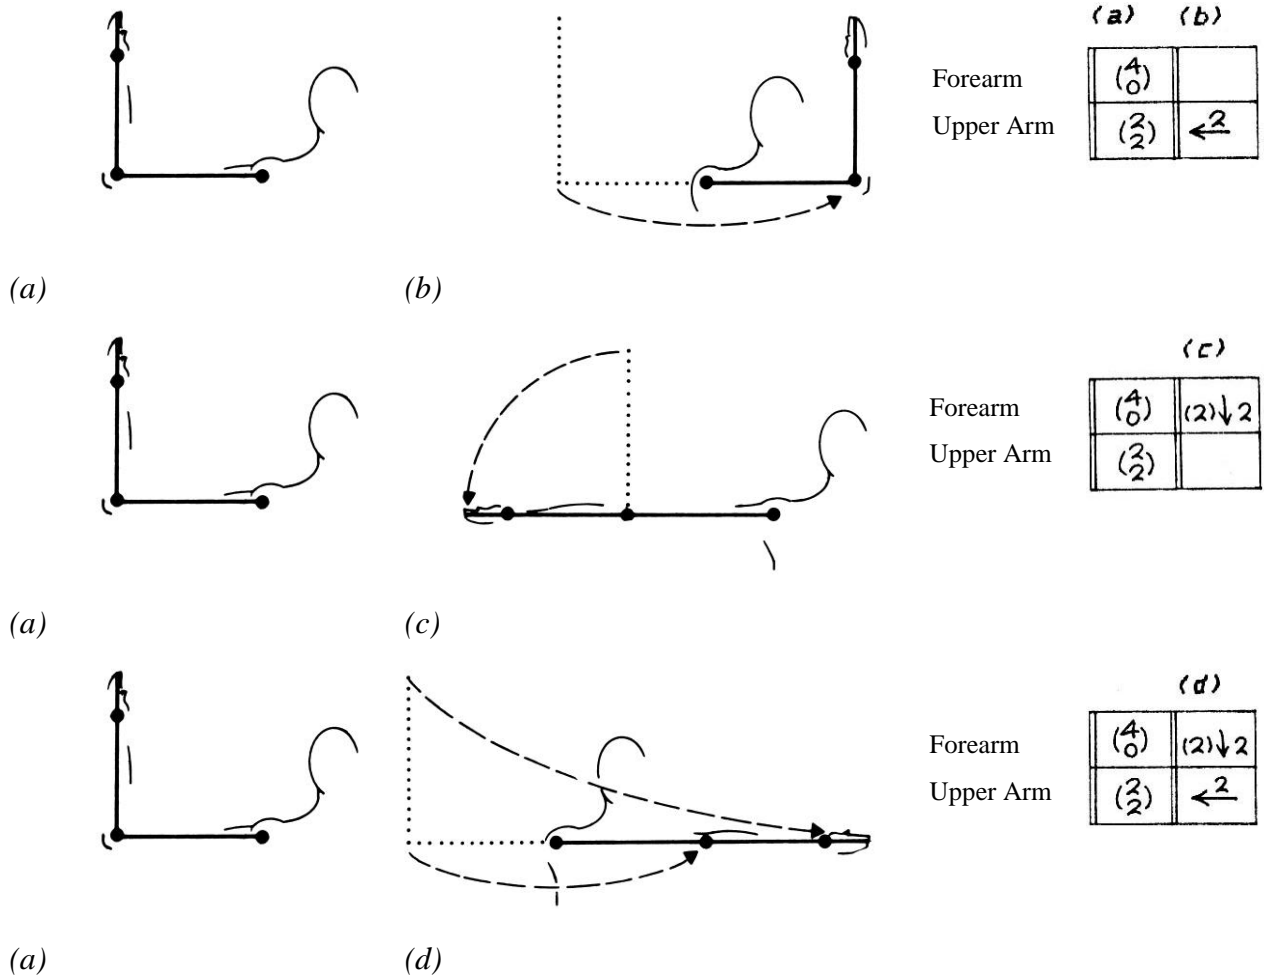 (a) (b)
Forearm (4 0)
Upper Arm (2 2) ← 2
(a) (b)
(c)
Forearm (4 0) (2)↓2
Upper Arm (2 2)
(a) (c)
(d)
Forearm (4 0) (2)↓2
Upper Arm (2 2) ← 2
(a) (d)